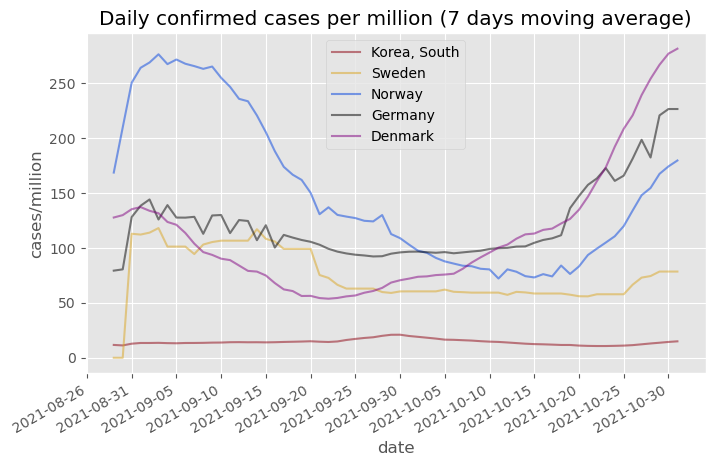 Daily confirmed cases per million (7 days moving average)
Korea, South
Sweden
Norway
Germany
Denmark
cases/million
250
200
150
100
50
0
2021-08-26
2021-08-31
2021-09-05
2021-09-10
2021-09-15
2021-09-20
2021-09-25
2021-09-30
2021-10-05
2021-10-10
2021-10-15
2021-10-20
2021-10-25
2021-10-30
date